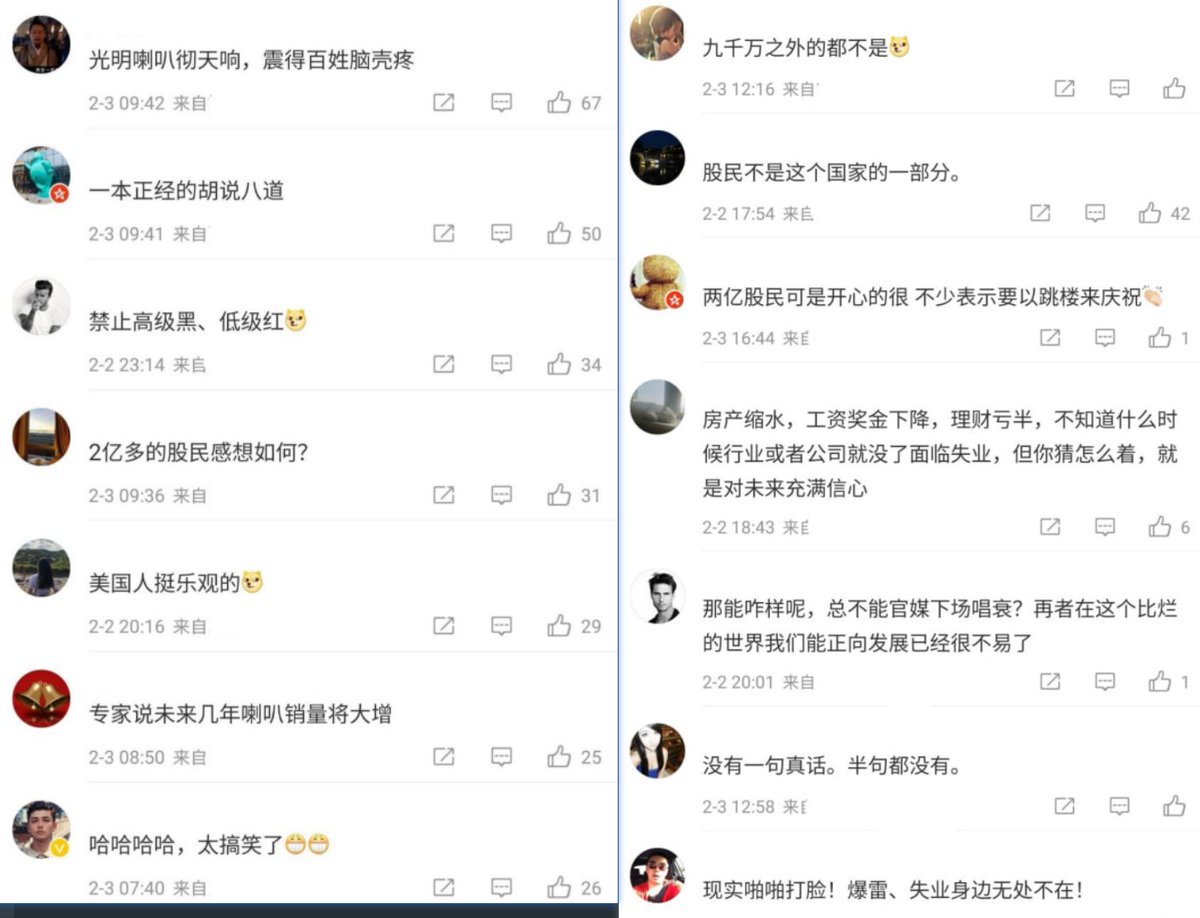 光明喇叭彻天响，震得百姓脑壳疼
2-3 09:42 来自
67
一本正经的胡说八道
2-3 09:41 来自
50
禁止高级黑、低级红
2-2 23:14 来自
34
2亿多的股民感想如何？
2-3 09:36 来自
31
美国人挺乐观的
2-2 20:16 来自
29
专家说未来几年喇叭销量将大增
2-3 08:50 来自
25
哈哈哈哈，太搞笑了
2-3 07:40 来自
26
九千万之外的都不是
2-3 12:16 来自
股民不是这个国家的一部分。
2-2 17:54 来自
42
两亿股民可是开心的很 不少表示要以跳楼来庆祝
2-3 16:44 来自
1
房产缩水，工资奖金下降，理财亏半，不知道什么时
候行业或者公司就没了面临失业，但你猜怎么着，就
是对未来充满信心
2-2 18:43 来自
6
那能咋样呢，总不能官媒下场唱衰？再者在这个比烂
的世界我们能正向发展已经很不易了
2-2 20:01 来自
1
没有一句真话。半句都没有。
2-3 12:58 来自
现实啪啪打脸！爆雷、失业身边无处不在！